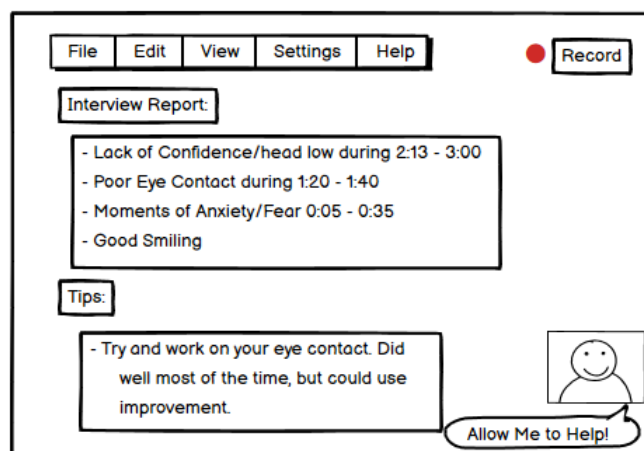 File Edit View Settings Help Record
Interview Report:
- Lack of Confidence/head low during 2:13 - 3:00
- Poor Eye Contact during 1:20 - 1:40
- Moments of Anxiety/Fear 0:05 - 0:35
- Good Smiling
Tips:
- Try and work on your eye contact. Did
well most of the time, but could use
improvement.
Allow Me to Help!